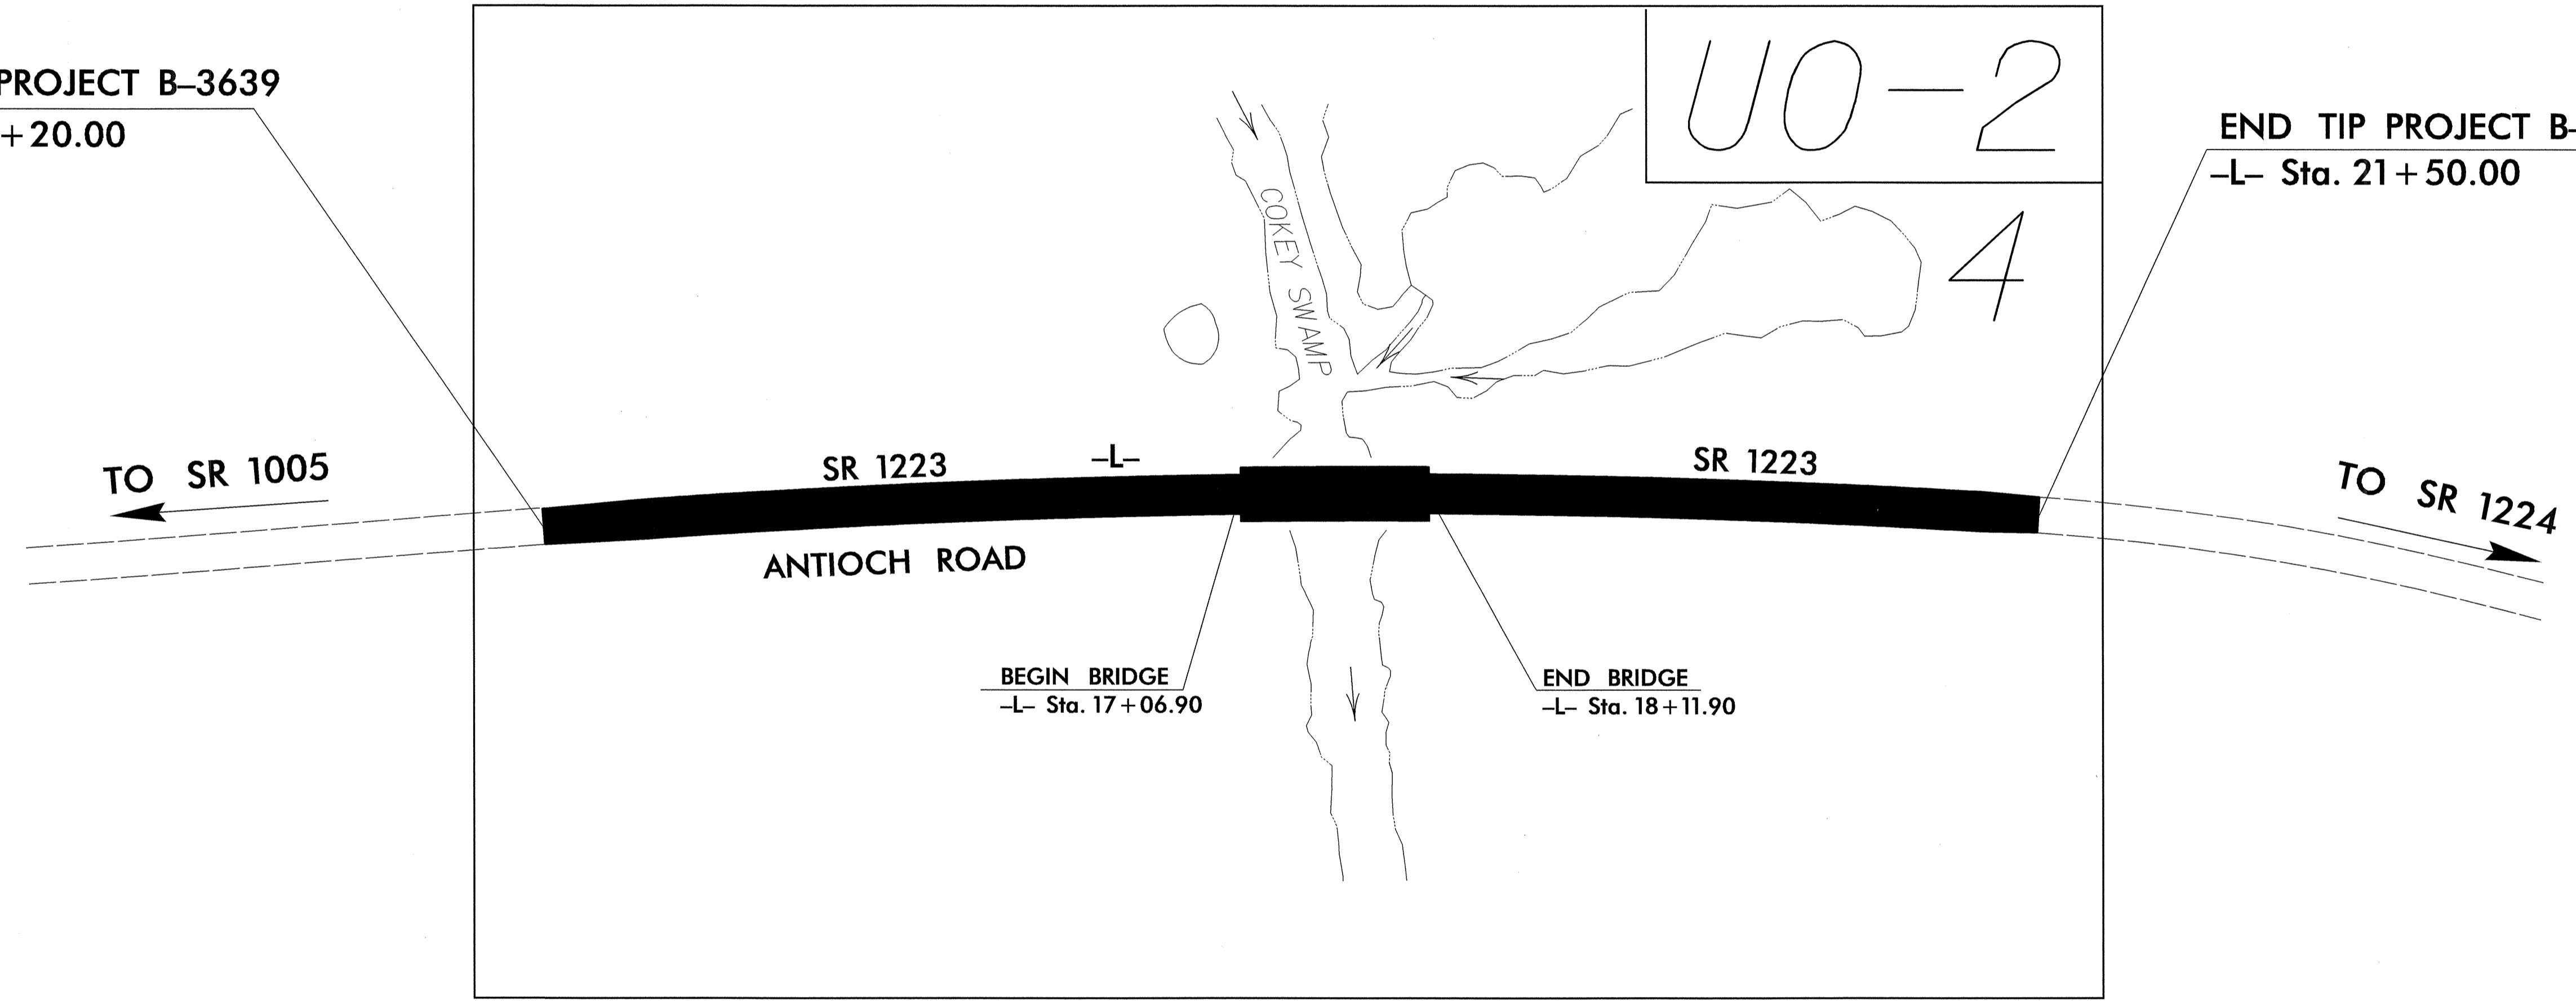 PROJECT B–3639
+20.00
UO-2
4
END TIP PROJECT B–
–L– Sta. 21+50.00
COKEY SWAMP
TO SR 1005
SR 1223
–L–
SR 1223
TO SR 1224
ANTIOCH ROAD
BEGIN BRIDGE
–L– Sta. 17+06.90
END BRIDGE
–L– Sta. 18+11.90